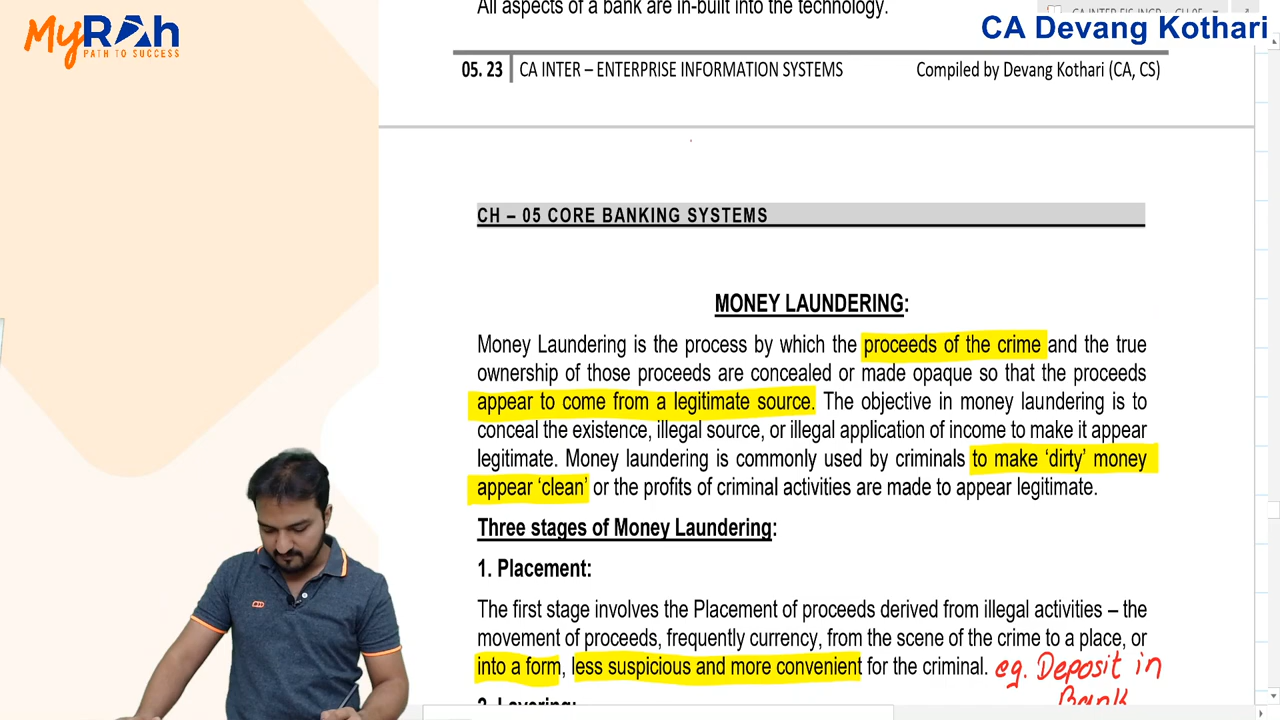 All aspects of a bank are in-built into the technology.
MyRAh
PATH TO SUCCESS
CA Devang Kothari
05. 23 | CA INTER – ENTERPRISE INFORMATION SYSTEMS Compiled by Devang Kothari (CA, CS)
CH – 05 CORE BANKING SYSTEMS
MONEY LAUNDERING:
Money Laundering is the process by which the proceeds of the crime and the true
ownership of those proceeds are concealed or made opaque so that the proceeds
appear to come from a legitimate source. The objective in money laundering is to
conceal the existence, illegal source, or illegal application of income to make it appear
legitimate. Money laundering is commonly used by criminals to make ‘dirty’ money
appear ‘clean’ or the profits of criminal activities are made to appear legitimate.
Three stages of Money Laundering:
1. Placement:
The first stage involves the Placement of proceeds derived from illegal activities – the
movement of proceeds, frequently currency, from the scene of the crime to a place, or
into a form, less suspicious and more convenient for the criminal. eg. Deposit in
Bank
2. Layering: